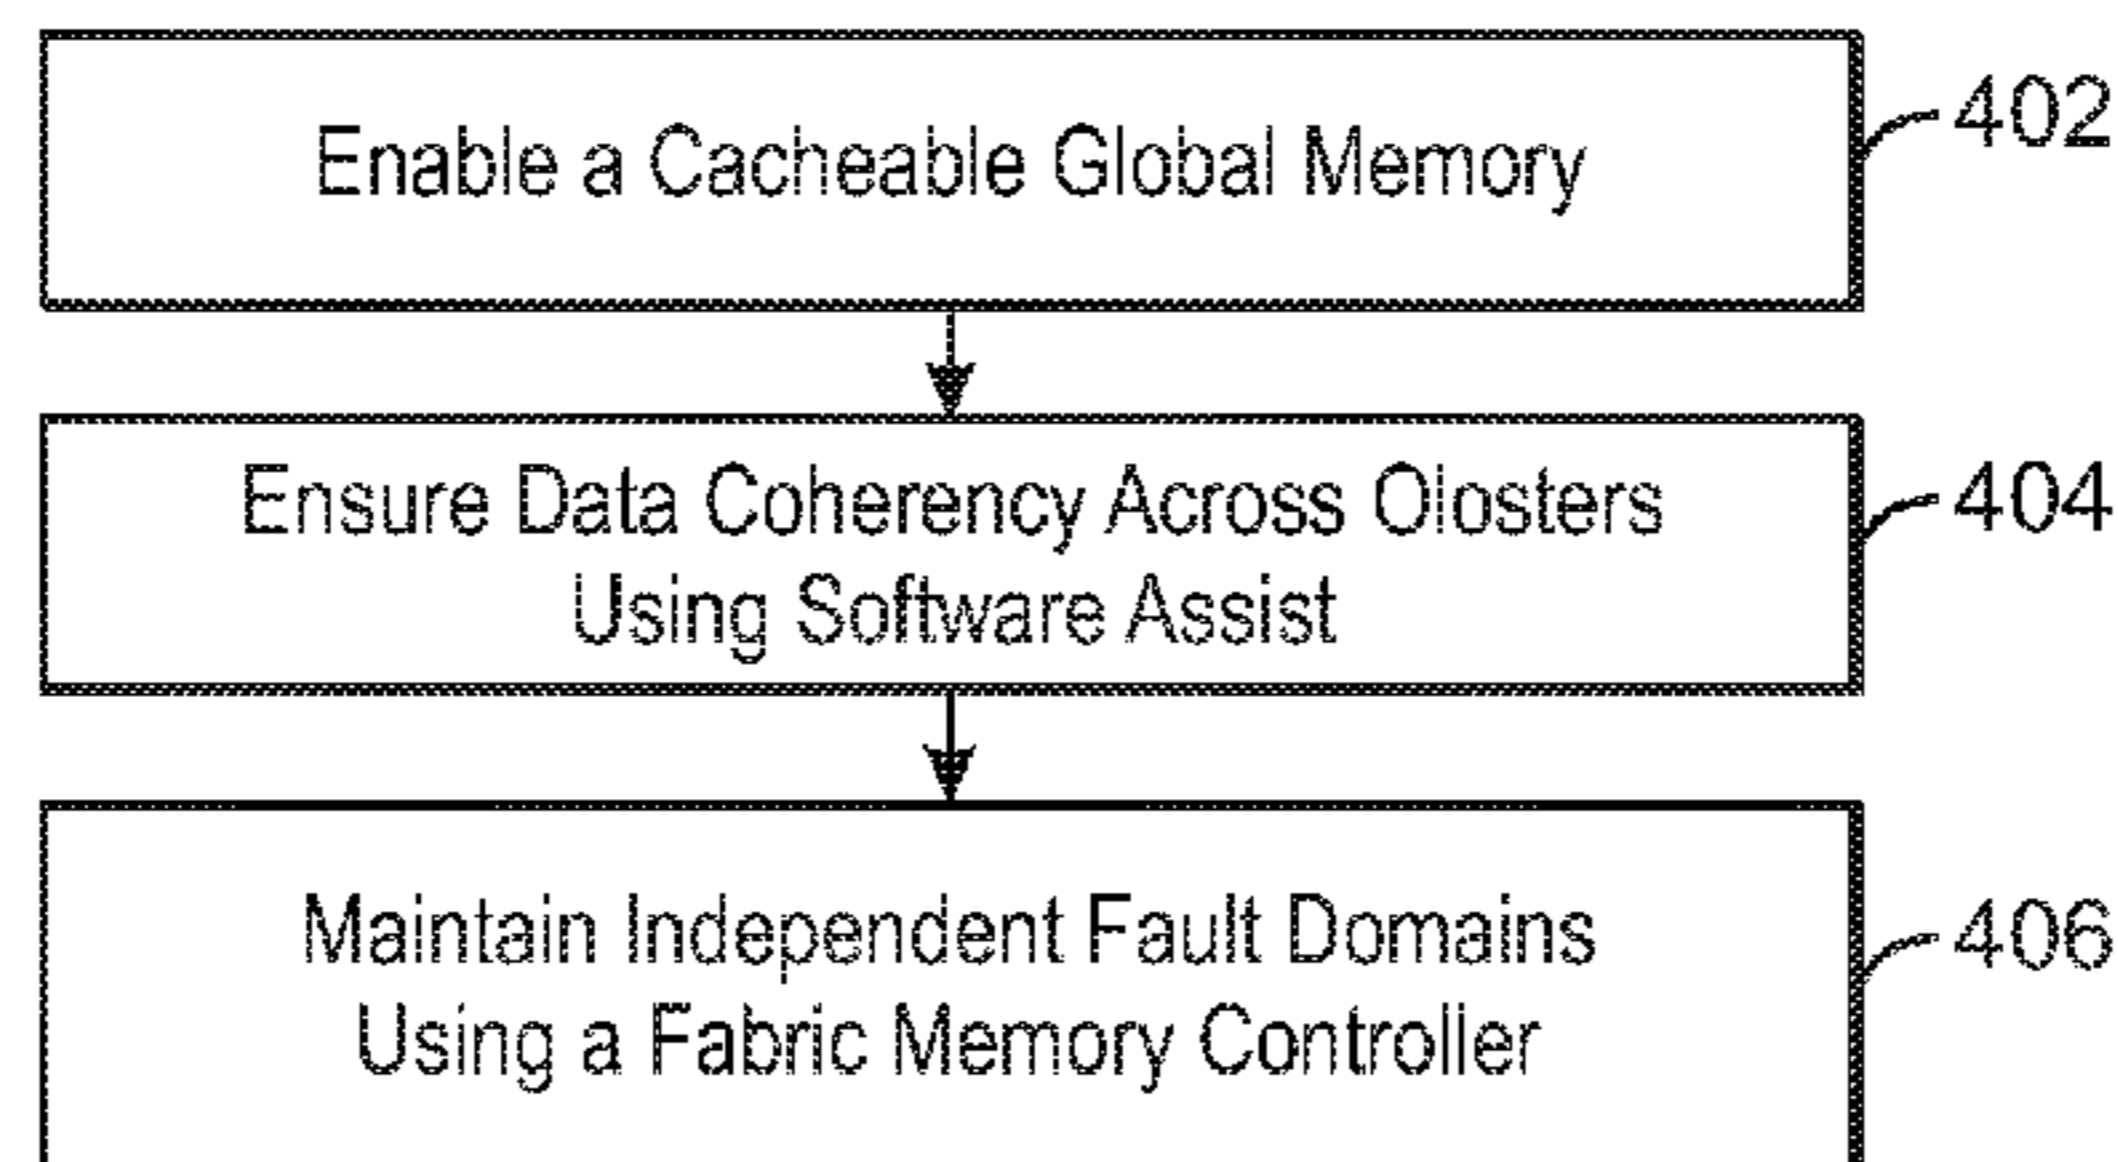 Enable a Cacheable Global Memory
402
Ensure Data Coherency Across Olosters
Using Software Assist
404
Maintain Independent Fault Domains
Using a Fabric Memory Controller
406